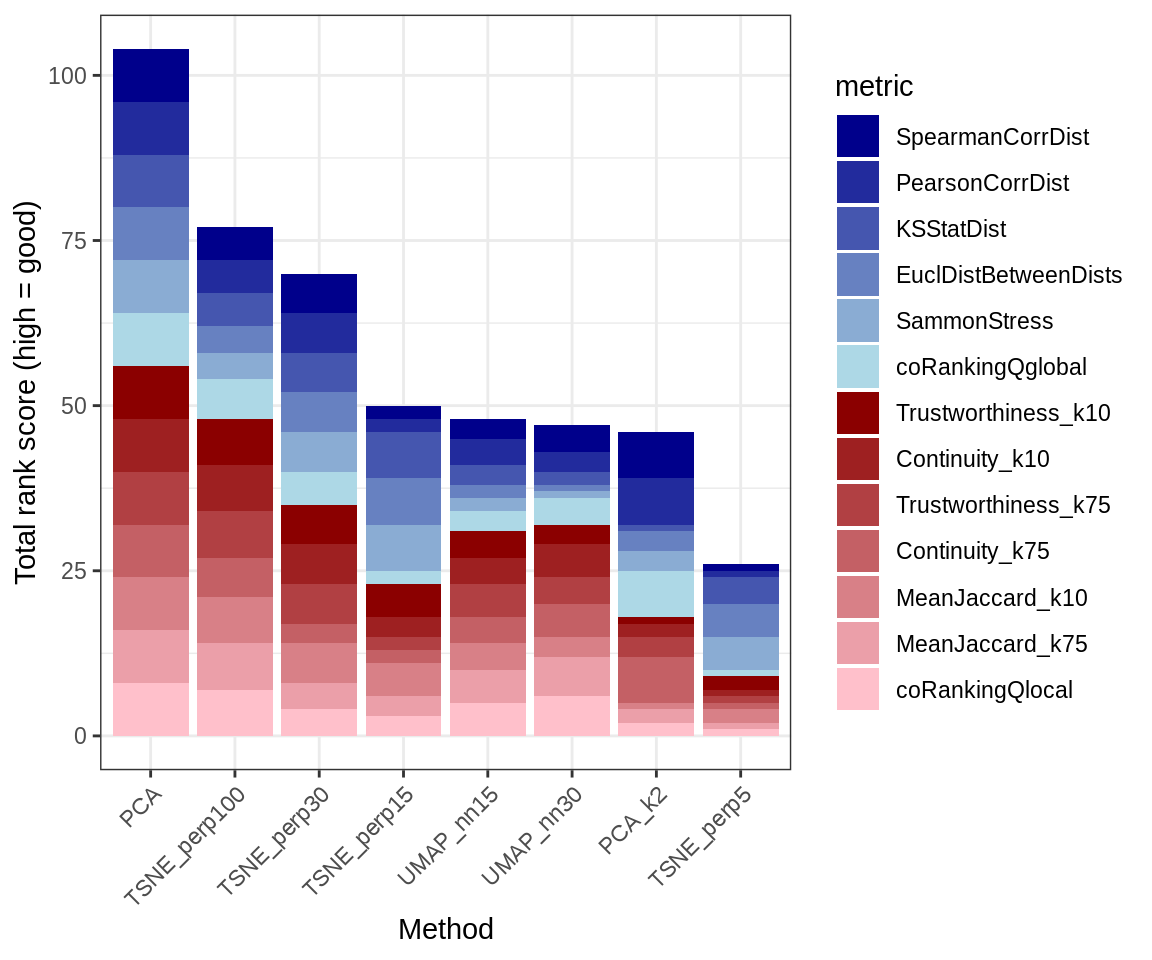 Total rank score (high = good)
100
75
50
25
0
PCA
TSNE_perp100
TSNE_perp30
TSNE_perp15
UMAP_nn15
UMAP_nn30
PCA_k2
TSNE_perp5
Method
metric
SpearmanCorrDist
PearsonCorrDist
KSStatDist
EuclDistBetweenDists
SammonStress
coRankingQglobal
Trustworthiness_k10
Continuity_k10
Trustworthiness_k75
Continuity_k75
MeanJaccard_k10
MeanJaccard_k75
coRankingQlocal